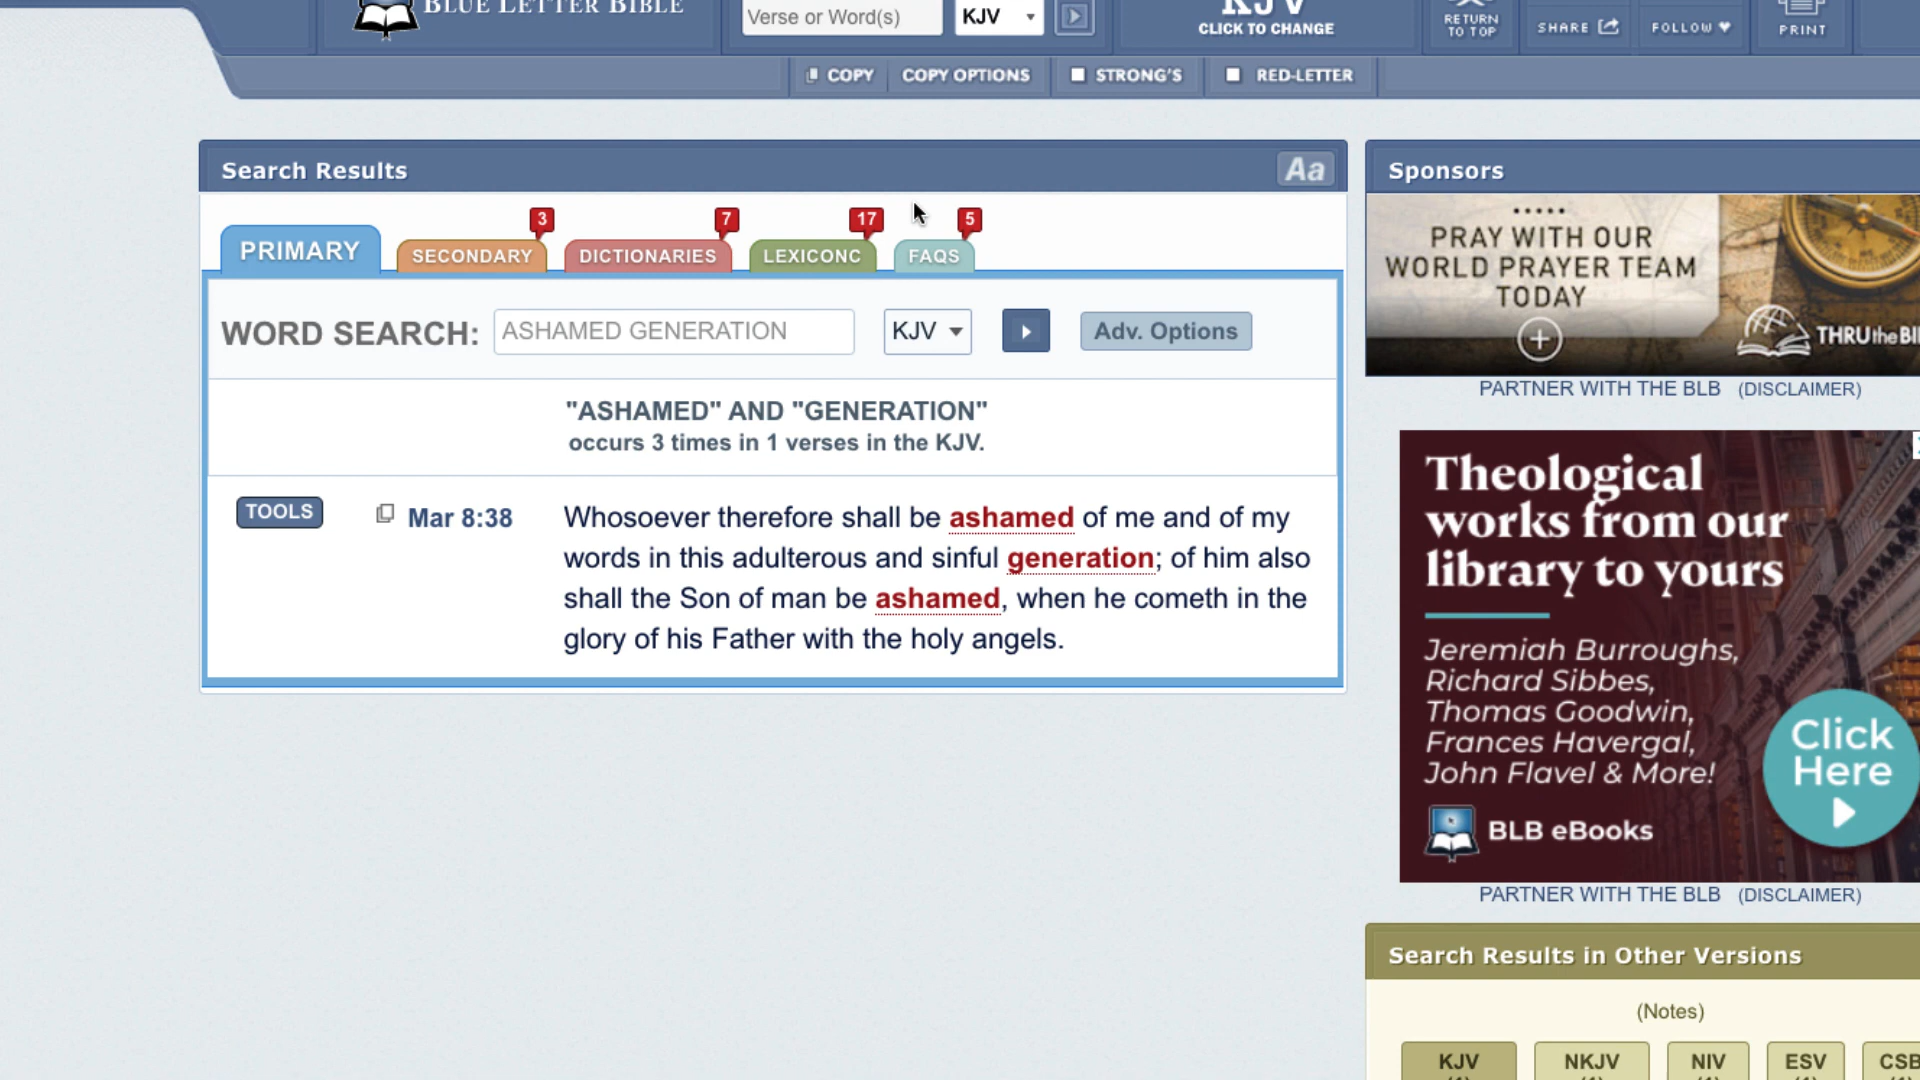 BLUE LETTER BIBLE
Verse or Word(s)
KJV
KJV
CLICK TO CHANGE
RETURN
TO TOP
SHARE
FOLLOW
PRINT
COPY
COPY OPTIONS
STRONG'S
RED-LETTER
Search Results
Aa
PRIMARY
SECONDARY
3
DICTIONARIES
7
LEXICONC
17
FAQS
5
WORD SEARCH:
ASHAMED GENERATION
KJV
Adv. Options
"ASHAMED" AND "GENERATION"
occurs 3 times in 1 verses in the KJV.
TOOLS
Mar 8:38
Whosoever therefore shall be ashamed of me and of my
words in this adulterous and sinful generation; of him also
shall the Son of man be ashamed, when he cometh in the
glory of his Father with the holy angels.
Sponsors
PRAY WITH OUR
WORLD PRAYER TEAM
TODAY
THRU the BI
PARTNER WITH THE BLB (DISCLAIMER)
Theological
works from our
library to yours
Jeremiah Burroughs,
Richard Sibbes,
Thomas Goodwin,
Frances Havergal,
John Flavel & More!
Click
Here
BLB eBooks
PARTNER WITH THE BLB (DISCLAIMER)
Search Results in Other Versions
(Notes)
KJV
NKJV
NIV
ESV
CSB